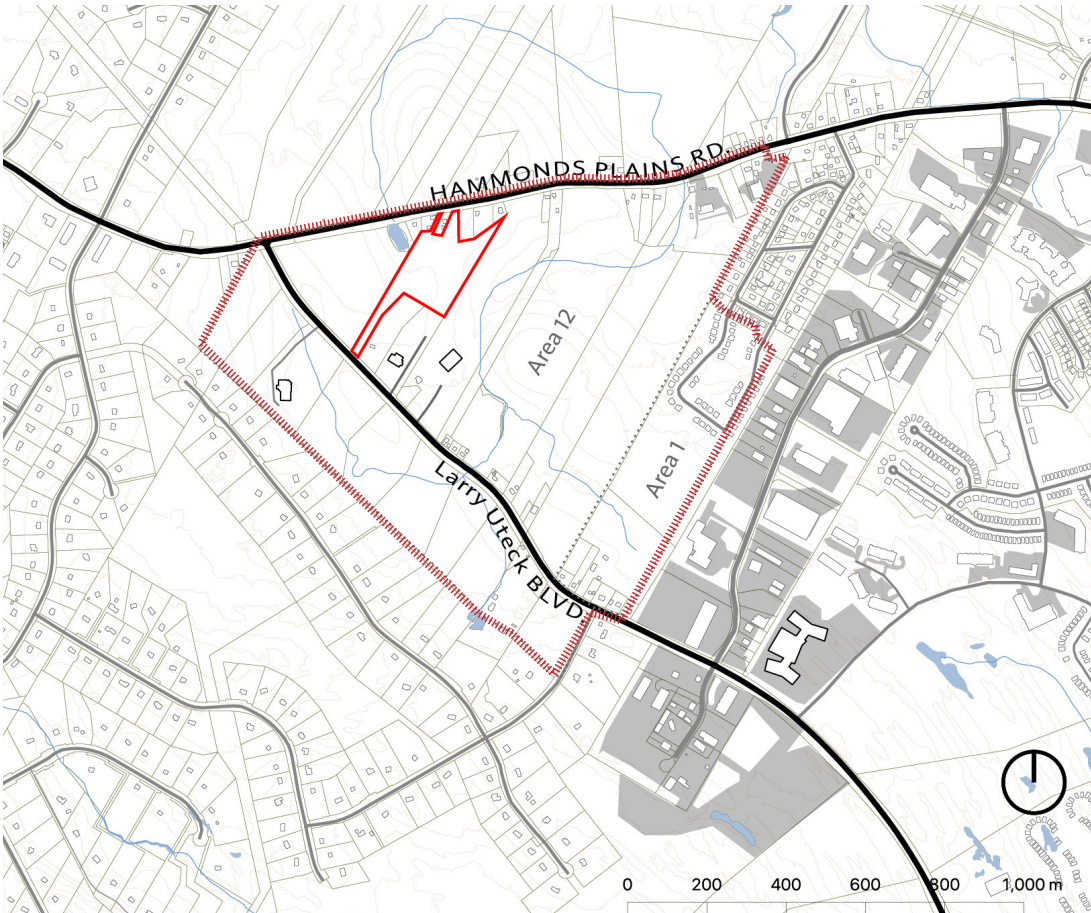 HAMMONDS PLAINS RD.
Area 12
Area 1
Larry Uteck BLVD.
0 200 400 600 800 1,000 m